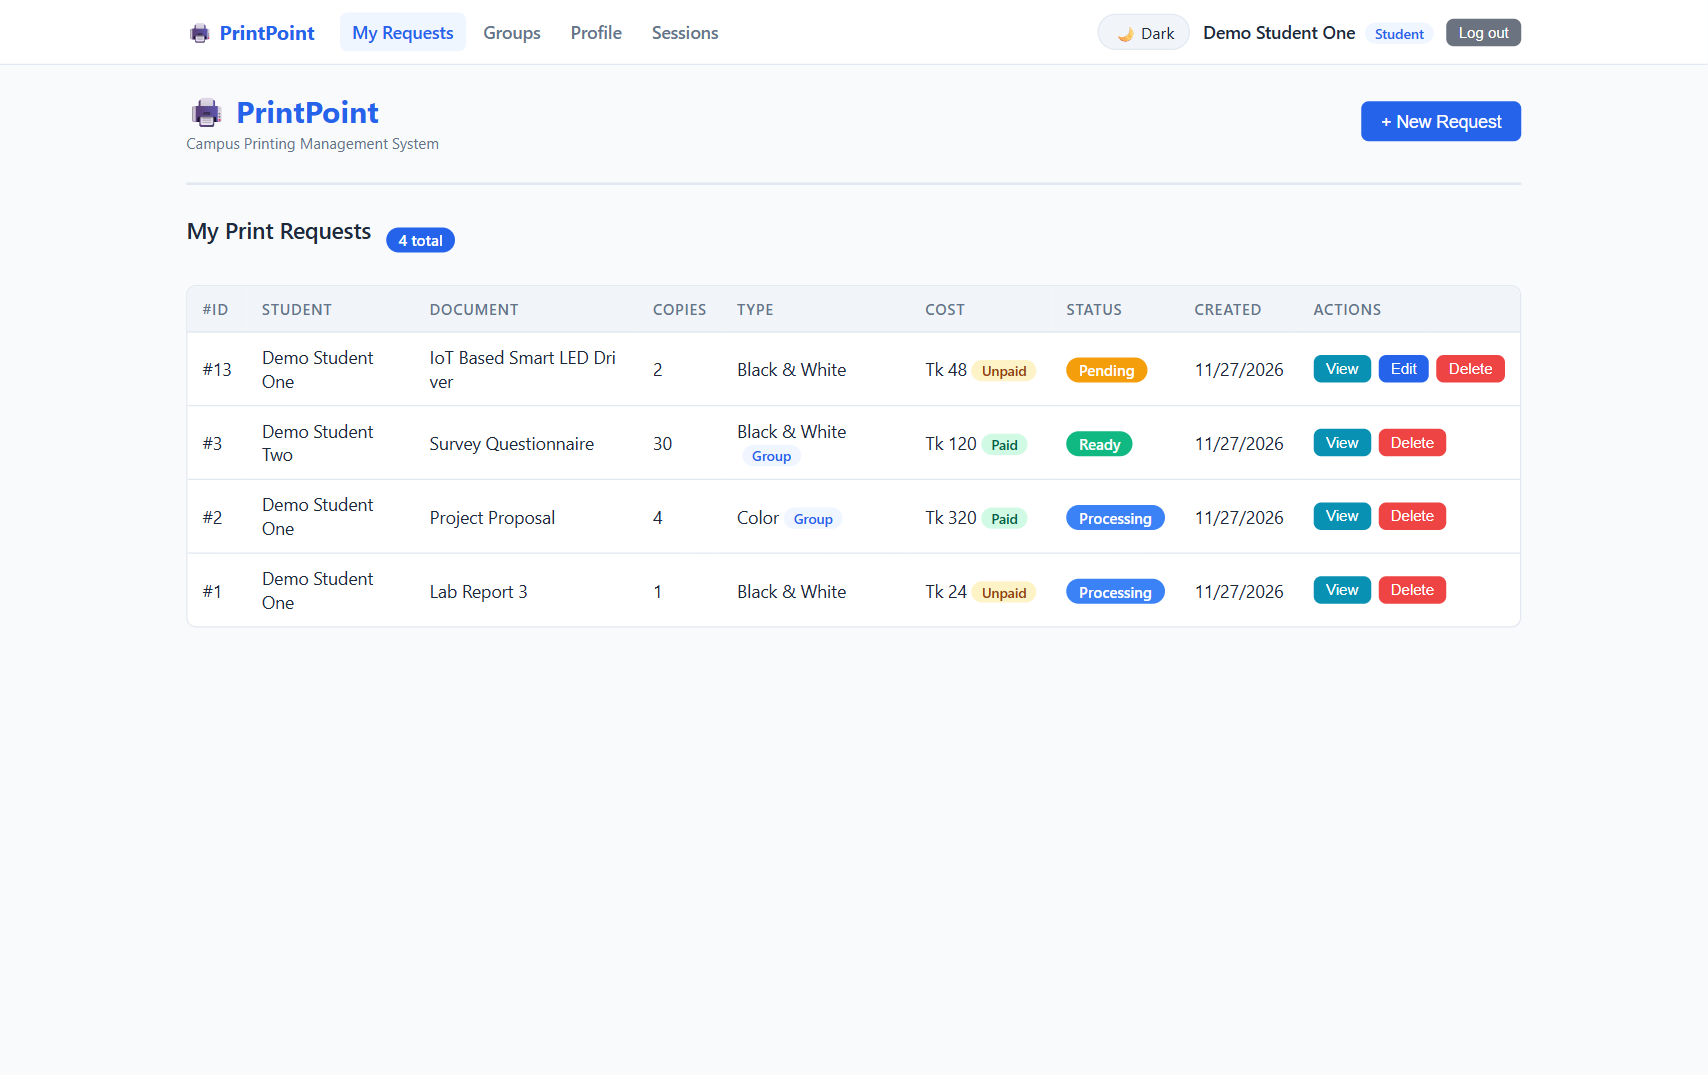 PrintPoint My Requests Groups Profile Sessions Dark Demo Student One Student Log out
PrintPoint
Campus Printing Management System
+ New Request
My Print Requests 4 total
#ID STUDENT DOCUMENT COPIES TYPE COST STATUS CREATED ACTIONS
#13 Demo Student One IoT Based Smart LED Dri ver 2 Black & White Tk 48 Unpaid Pending 11/27/2026 View Edit Delete
#3 Demo Student Two Survey Questionnaire 30 Black & White Group Tk 120 Paid Ready 11/27/2026 View Delete
#2 Demo Student One Project Proposal 4 Color Group Tk 320 Paid Processing 11/27/2026 View Delete
#1 Demo Student One Lab Report 3 1 Black & White Tk 24 Unpaid Processing 11/27/2026 View Delete